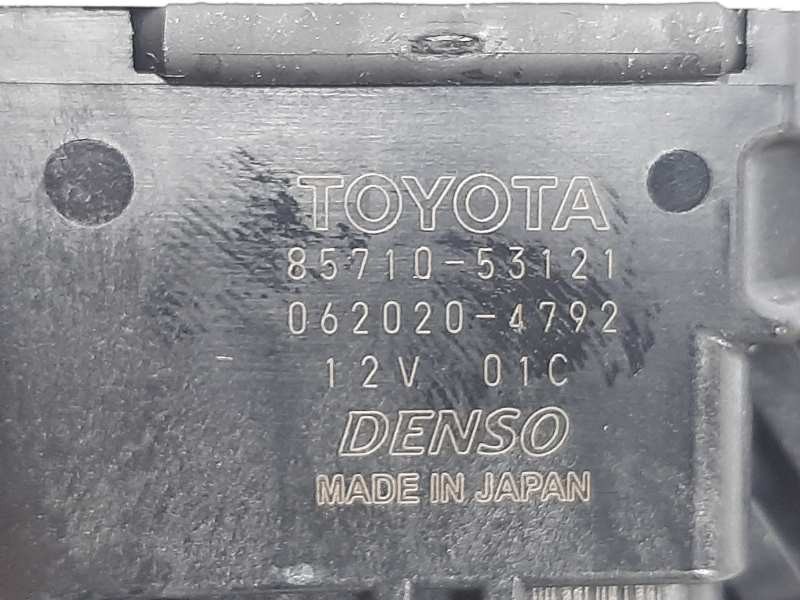 TOYOTA
85710-53121
062020-4792
12V 01C
DENSO
MADE IN JAPAN